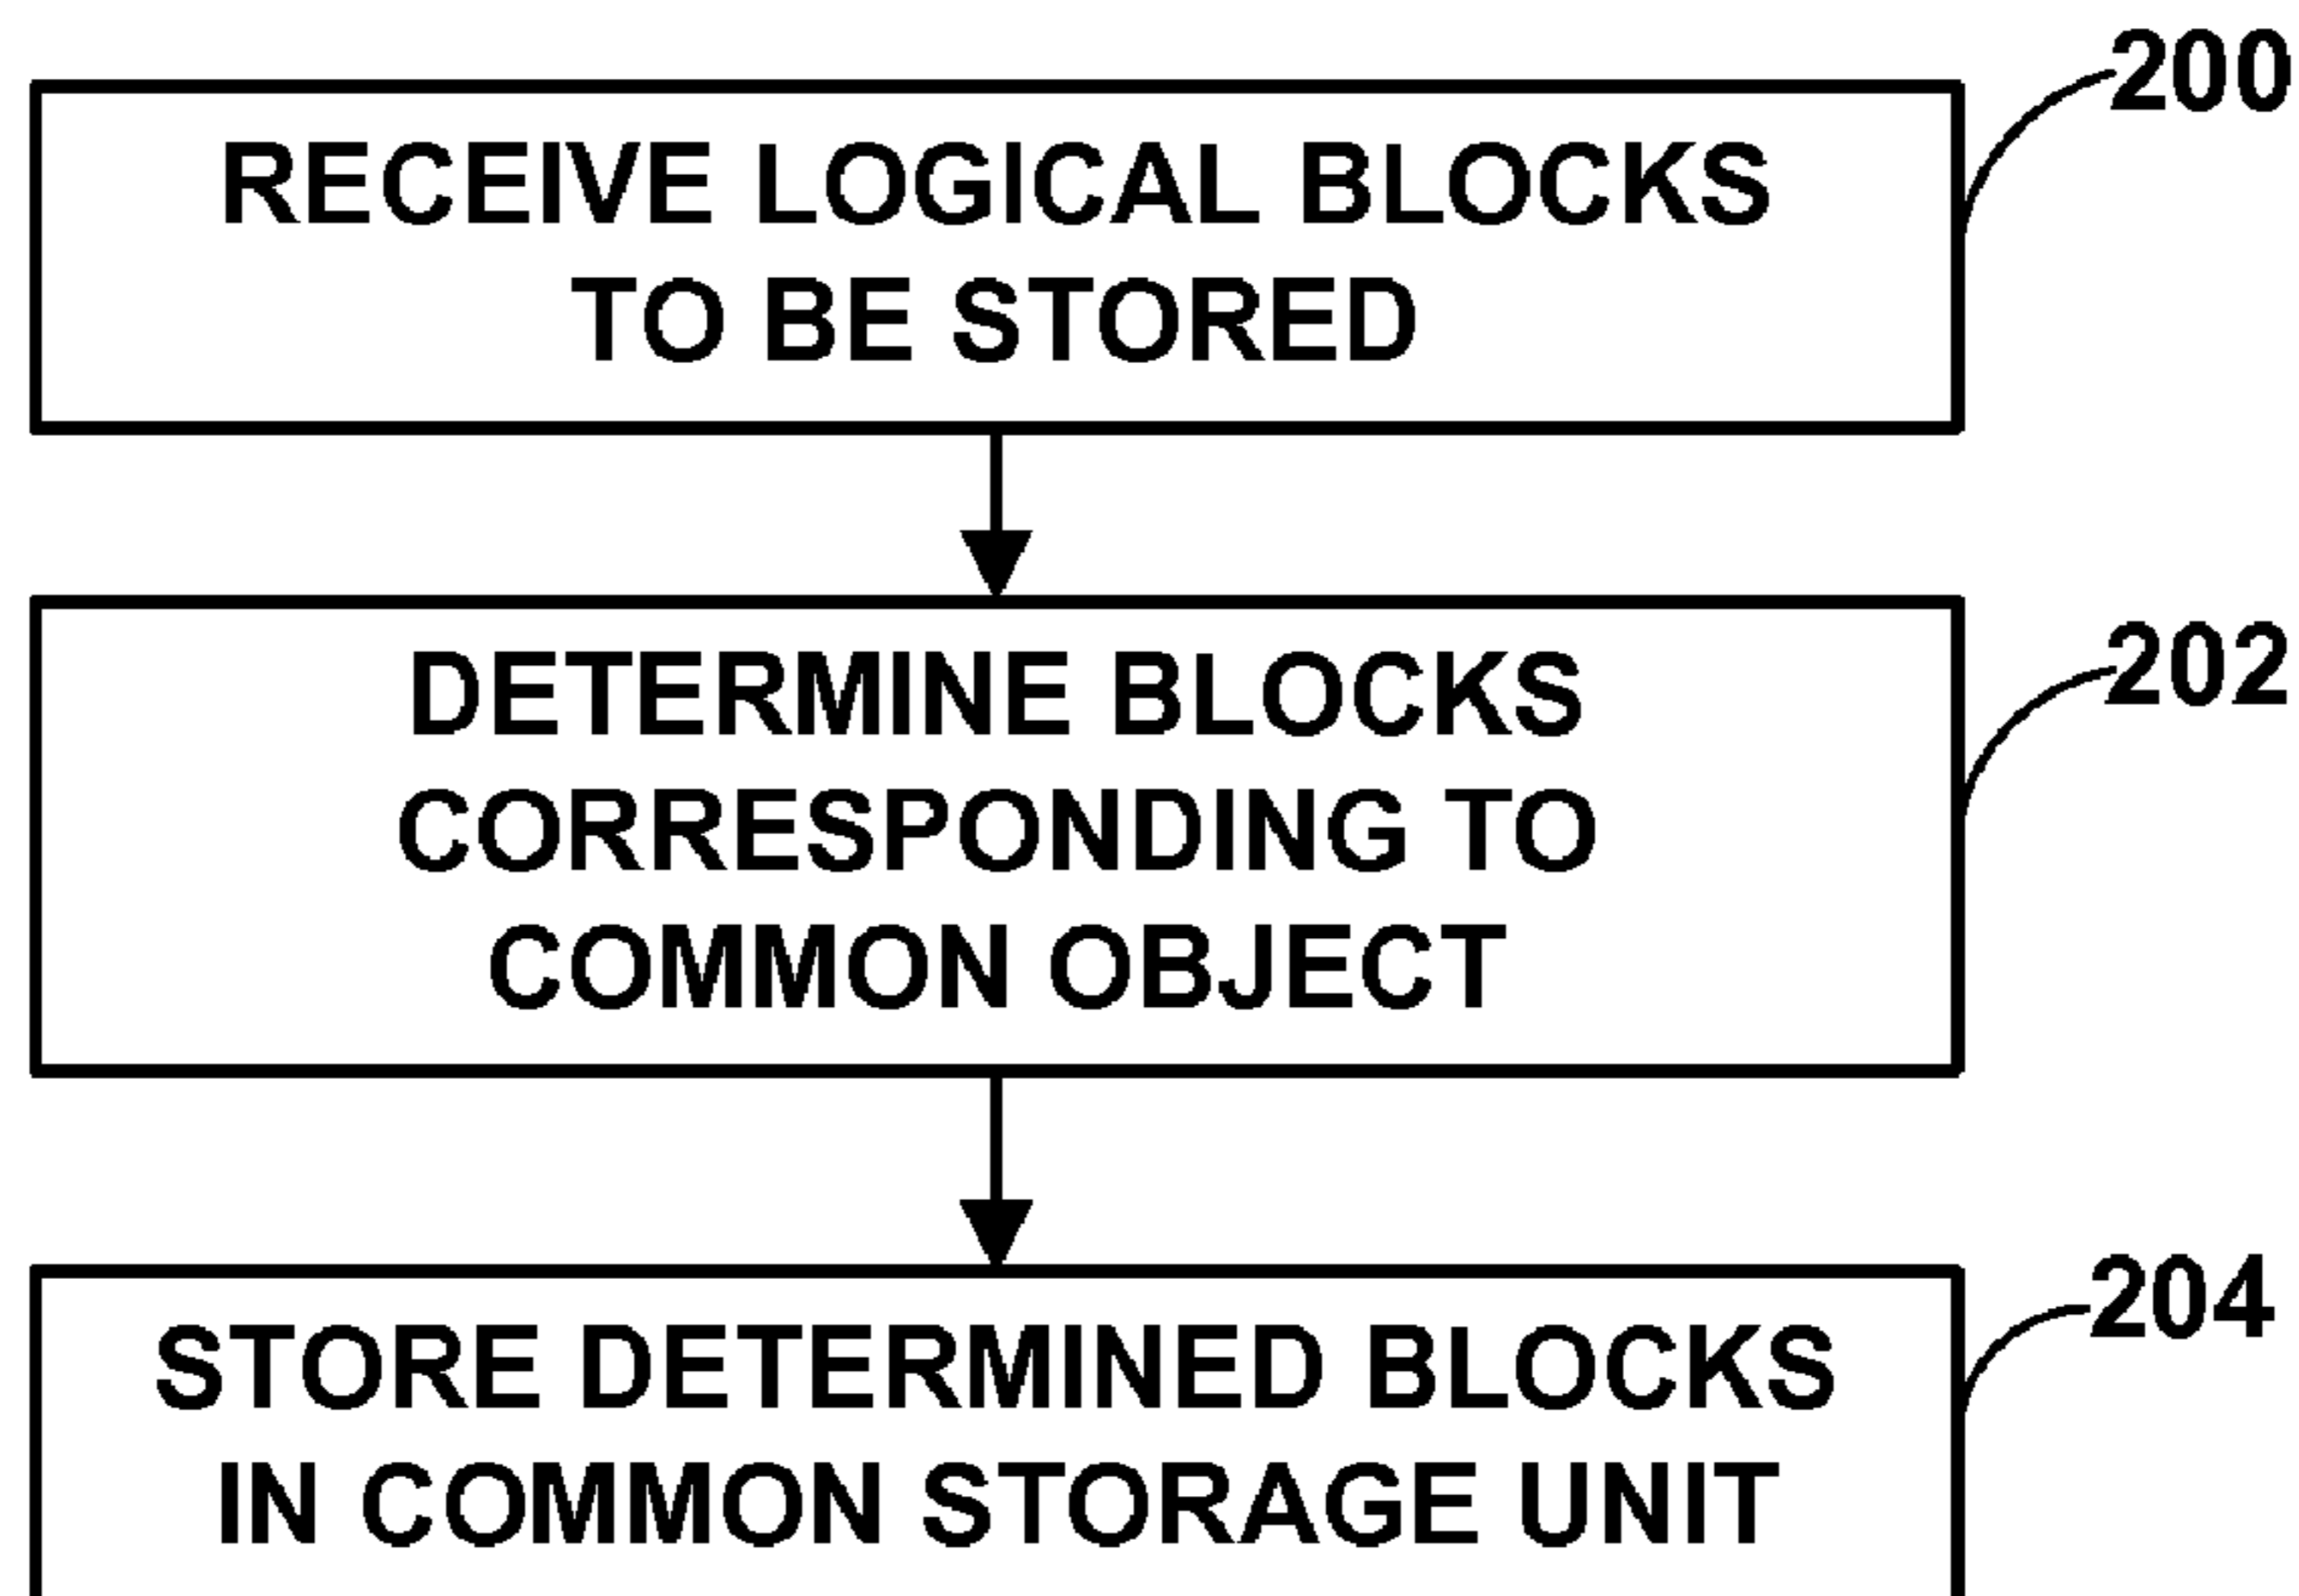 200
RECEIVE LOGICAL BLOCKS
TO BE STORED
202
DETERMINE BLOCKS
CORRESPONDING TO
COMMON OBJECT
204
STORE DETERMINED BLOCKS
IN COMMON STORAGE UNIT